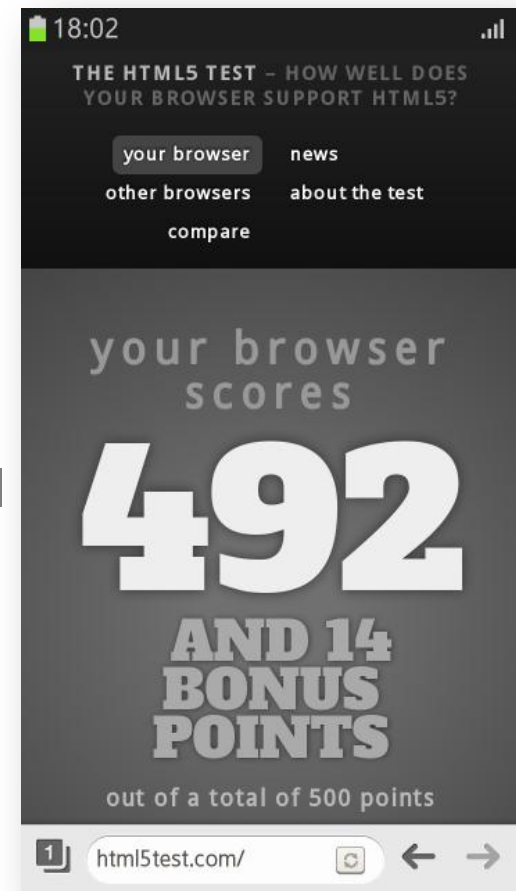 18:02
THE HTML5 TEST – HOW WELL DOES
YOUR BROWSER SUPPORT HTML5?
your browser news
other browsers about the test
compare
your browser
scores
492
AND 14
BONUS
POINTS
out of a total of 500 points
1 html5test.com/